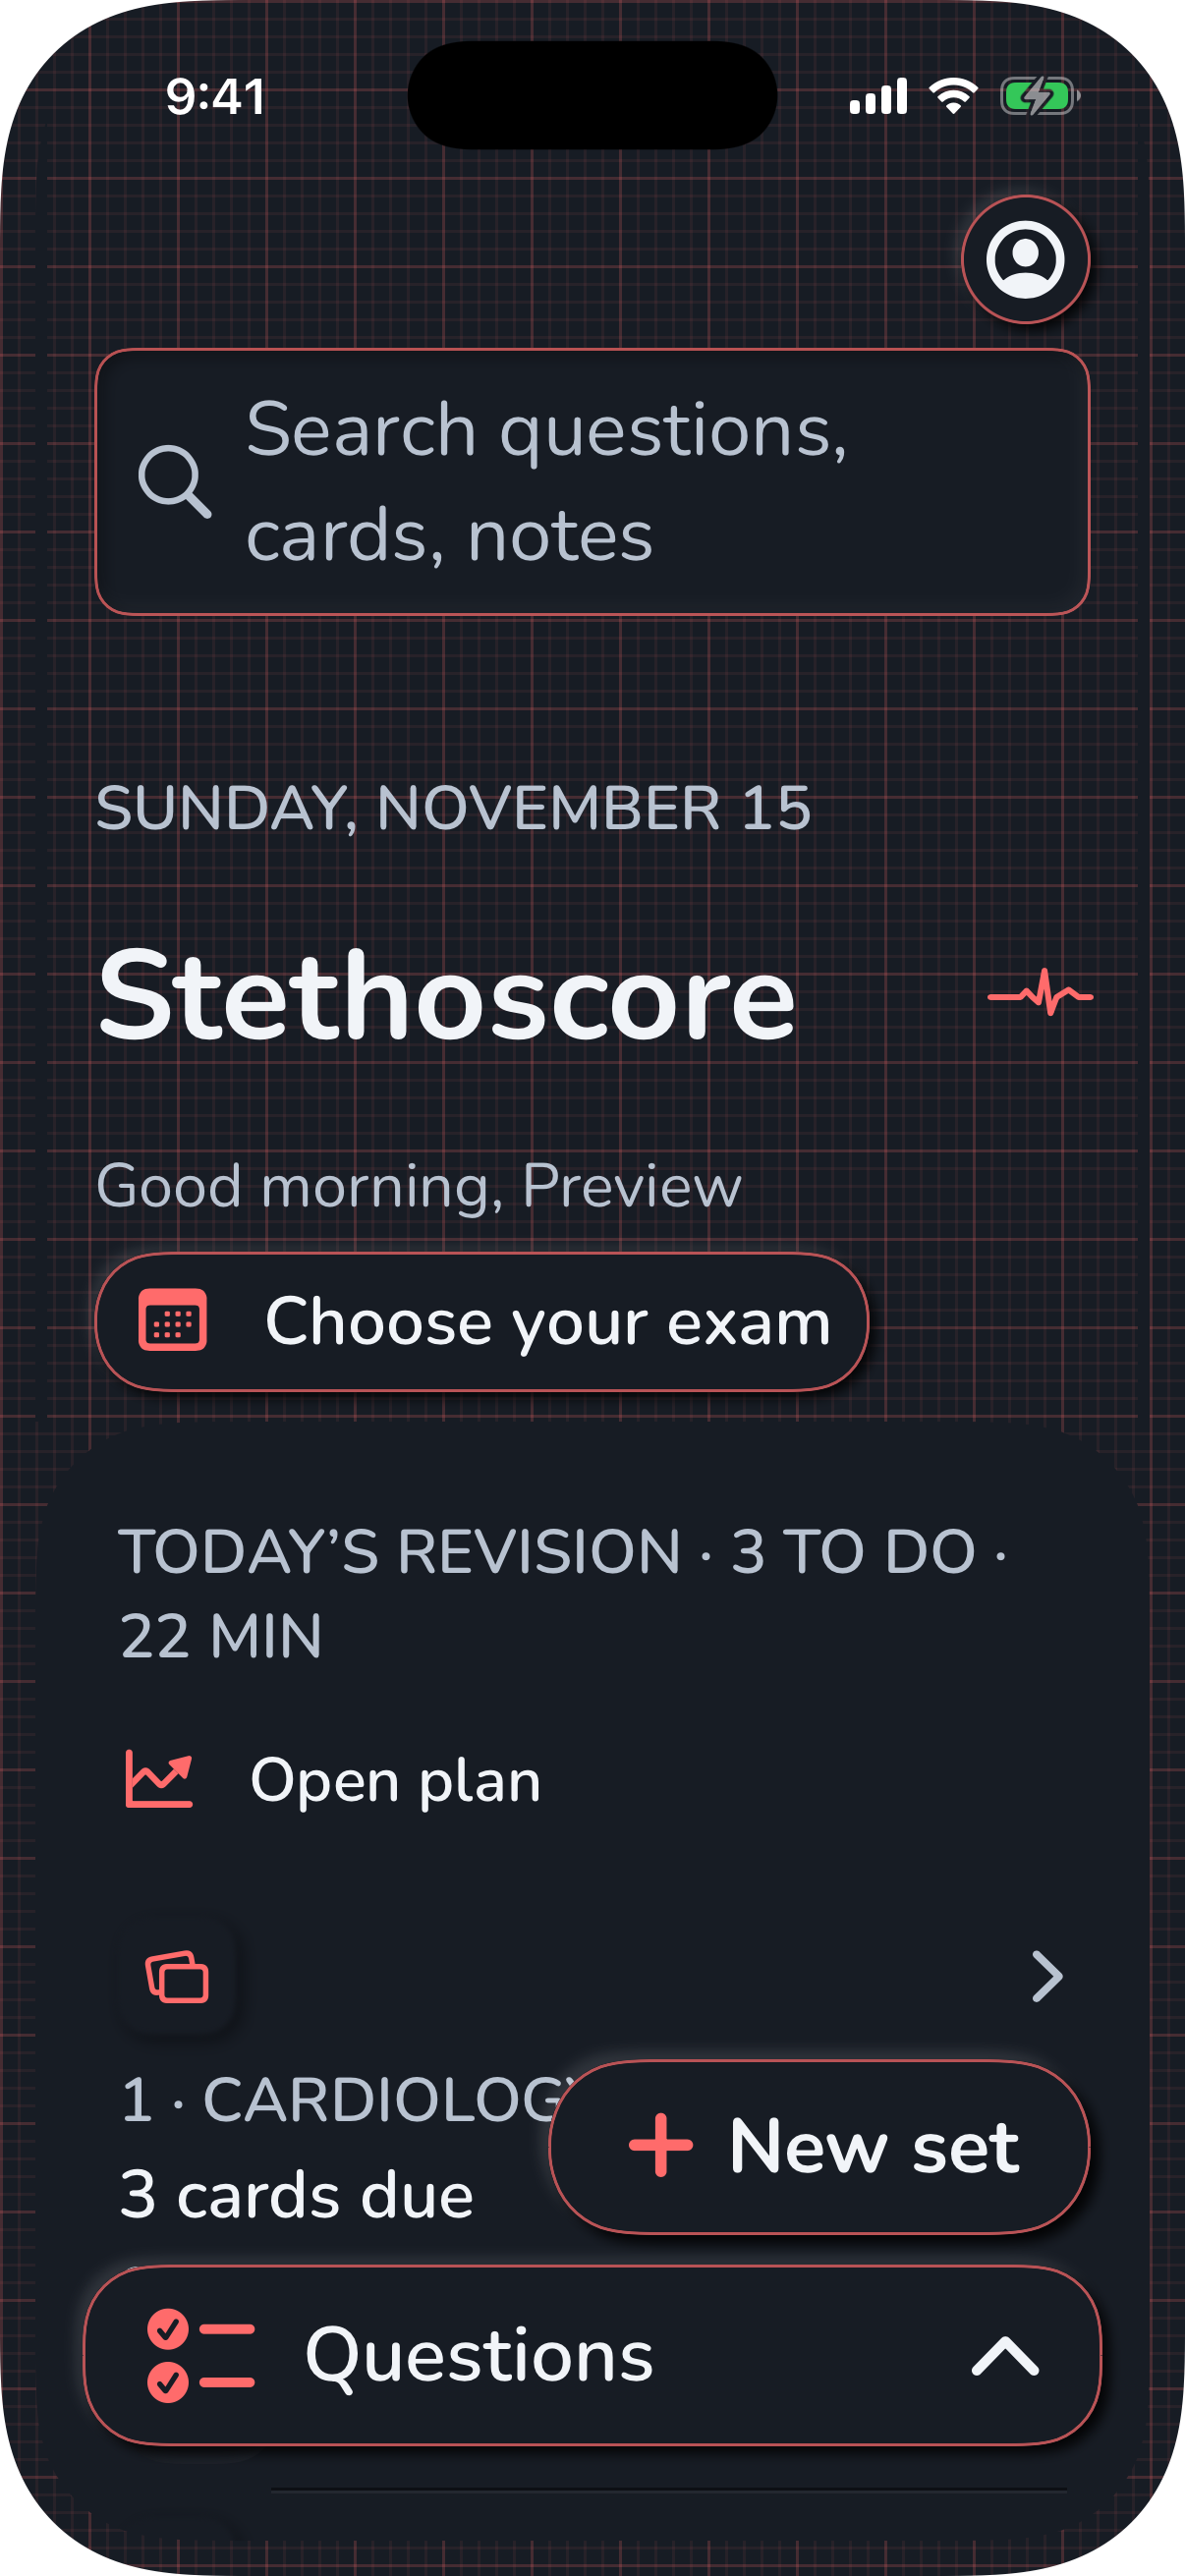 9:41
Search questions,
cards, notes
SUNDAY, NOVEMBER 15
Stethoscore
Good morning, Preview
Choose your exam
TODAY’S REVISION · 3 TO DO ·
22 MIN
Open plan
1 · CARDIOLOGY
New set
3 cards due
Questions